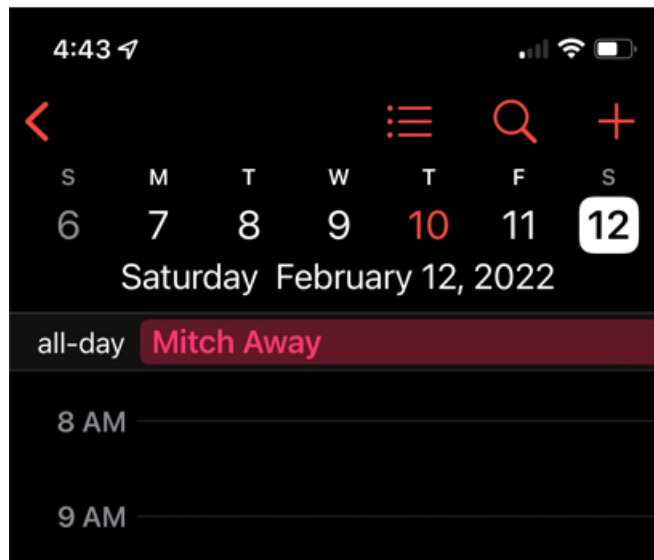 4:43
S M T W T F S
6 7 8 9 10 11 12
Saturday February 12, 2022
all-day Mitch Away
8 AM
9 AM